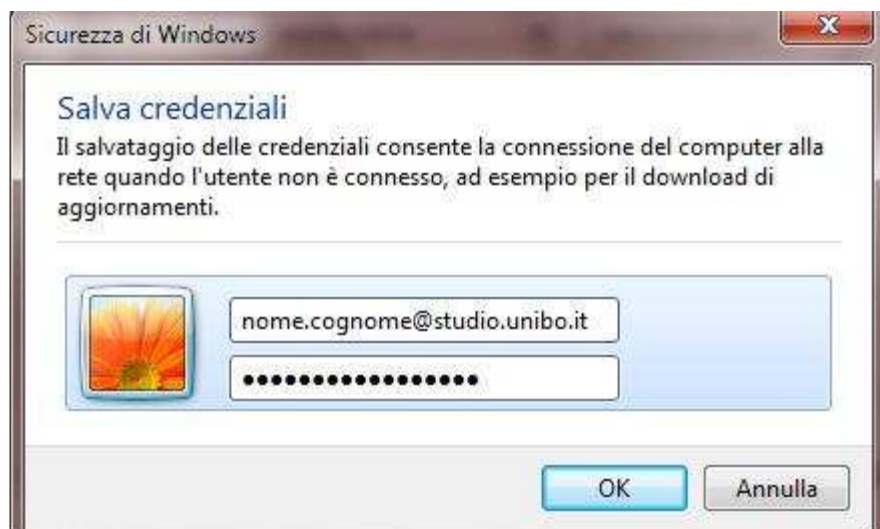 Sicurezza di Windows
Salva credenziali
Il salvataggio delle credenziali consente la connessione del computer alla
rete quando l'utente non è connesso, ad esempio per il download di
aggiornamenti.
nome.cognome@studio.unibo.it
●●●●●●●●●●●●●●●●●
OK
Annulla